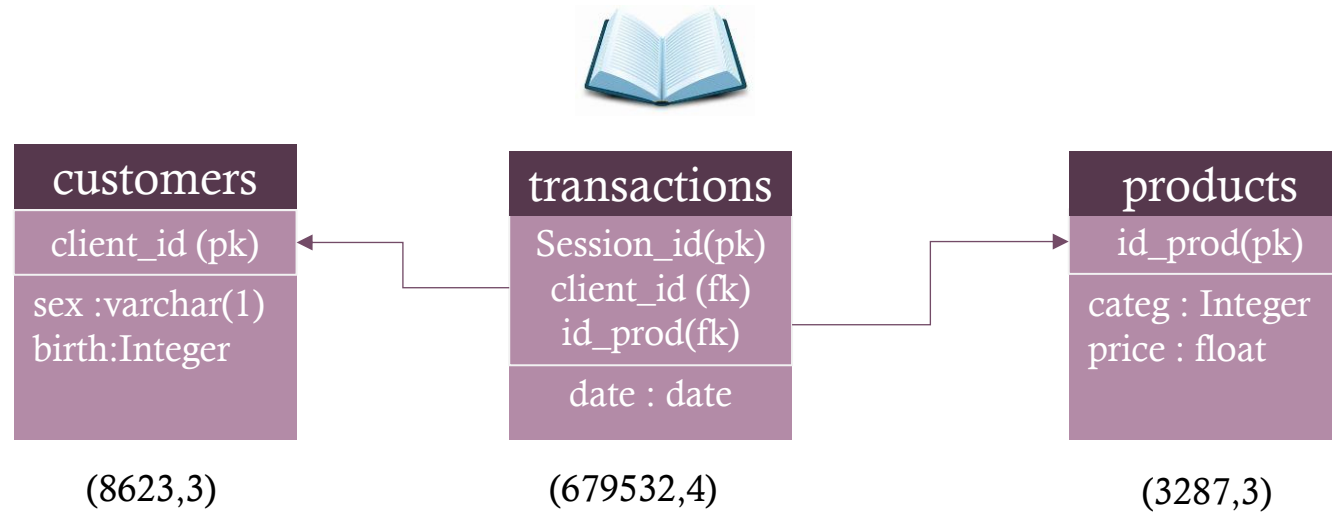 customers
client_id (pk)
sex :varchar(1)
birth:Integer
(8623,3)
transactions
Session_id(pk)
client_id (fk)
id_prod(fk)
date : date
(679532,4)
products
id_prod(pk)
categ : Integer
price : float
(3287,3)